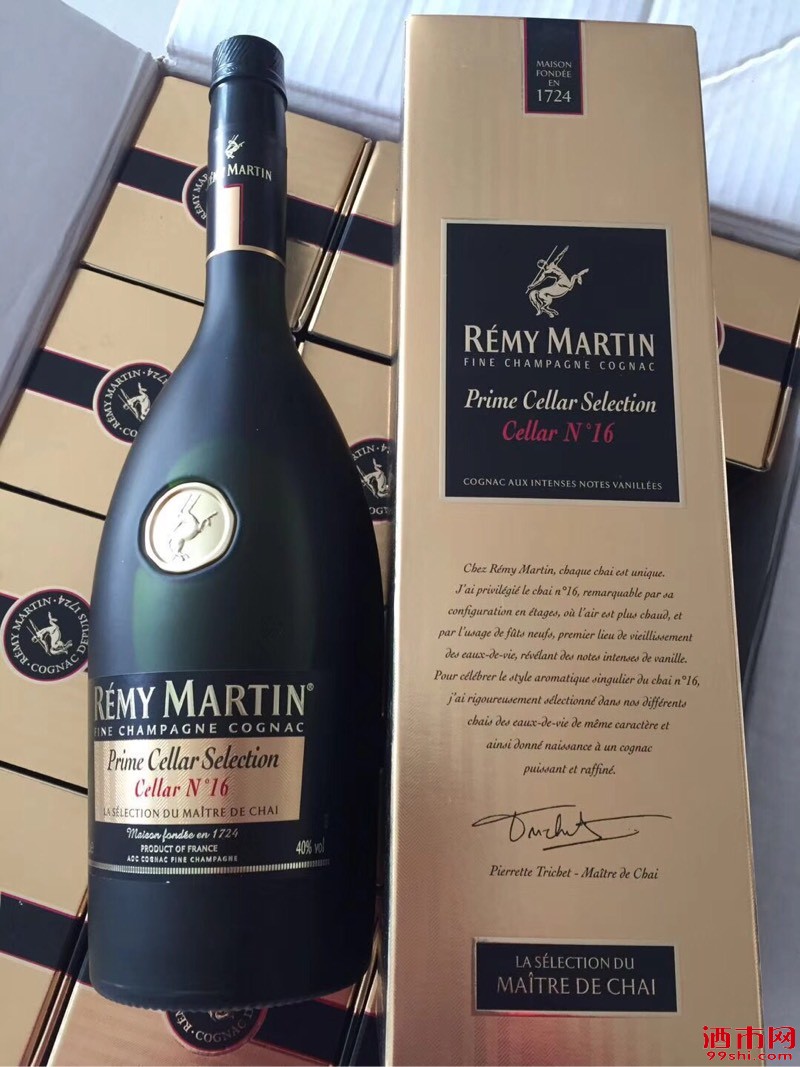 MAISON
FONDÉE
EN
1724
RÉMY MARTIN
FINE CHAMPAGNE COGNAC
Prime Cellar Selection
Cellar N°16
COGNAC AUX INTENSES NOTES VANILLÉES
Chez Rémy Martin, chaque chai est unique.
J'ai privilégié le chai n°16, remarquable par sa
configuration en étages, où l'air est plus chaud, et
par l'usage de fûts neufs, premier lieu de vieillissement
des eaux-de-vie, révélant des notes intenses de vanille.
Pour célébrer le style aromatique singulier du chai n°16,
j'ai rigoureusement sélectionné dans nos différents
chais des eaux-de-vie de même caractère et
ainsi donné naissance à un cognac
puissant et raffiné.
Pierrette Trichet - Maître de Chai
LA SÉLECTION DU
MAÎTRE DE CHAI
MARTIN
RÉMY MARTIN®
FINE CHAMPAGNE COGNAC
Prime Cellar Selection
Cellar N°16
LA SÉLECTION DU MAÎTRE DE CHAI
Maison fondée en 1724
PRODUCT OF FRANCE
40% vol
AOC COGNAC FINE CHAMPAGNE
RÉMY MARTIN · 1724
RÉMY MARTIN · COGNAC DEPUIS 1724
酒市网
99shi.com